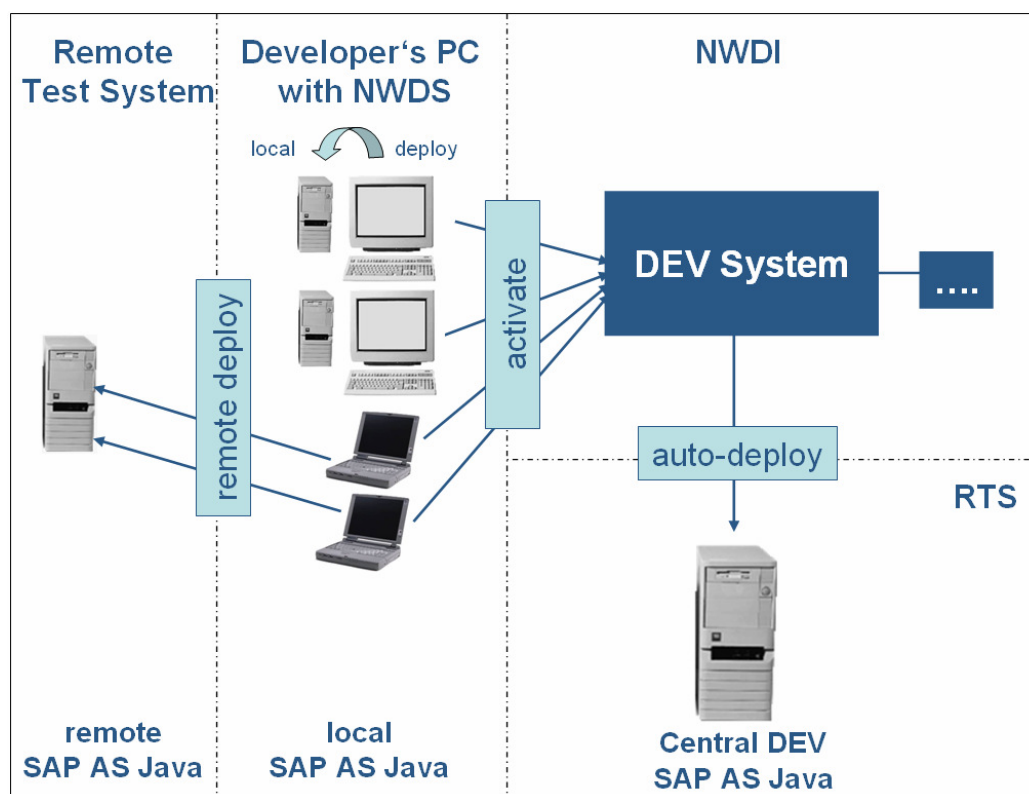 Remote
Test System
Developer‘s PC
with NWDS
NWDI
local
deploy
DEV System
....
remote deploy
activate
auto-deploy
RTS
remote
SAP AS Java
local
SAP AS Java
Central DEV
SAP AS Java